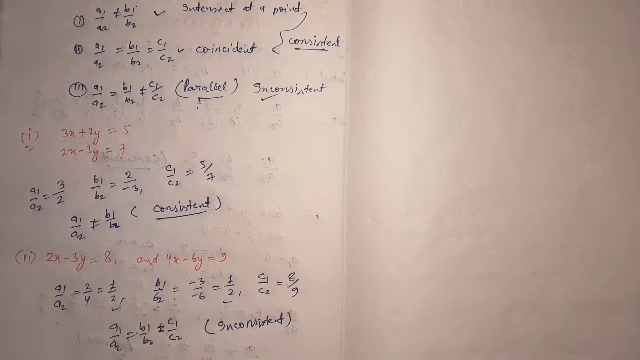 (i) a1/a2 ≠ b1/b2 ✓ Intersect at a point
(ii) a1/a2 = b1/b2 = c1/c2 ✓ coincident
consistent
(iii) a1/a2 = b1/b2 ≠ c1/c2 (Parallel) Inconsistent
(i) 3x+2y = 5
2x-3y = 7
a1/a2 = 3/2 b1/b2 = 2/-3, c1/c2 = 5/7
a1/a2 ≠ b1/b2 (consistent)
(ii) 2x-3y = 8, and 4x-6y = 9
a1/a2 = 2/4 = 1/2, b1/b2 = -3/-6 = 1/2, c1/c2 = 8/9
a1/a2 = b1/b2 ≠ c1/c2 (Inconsistent)